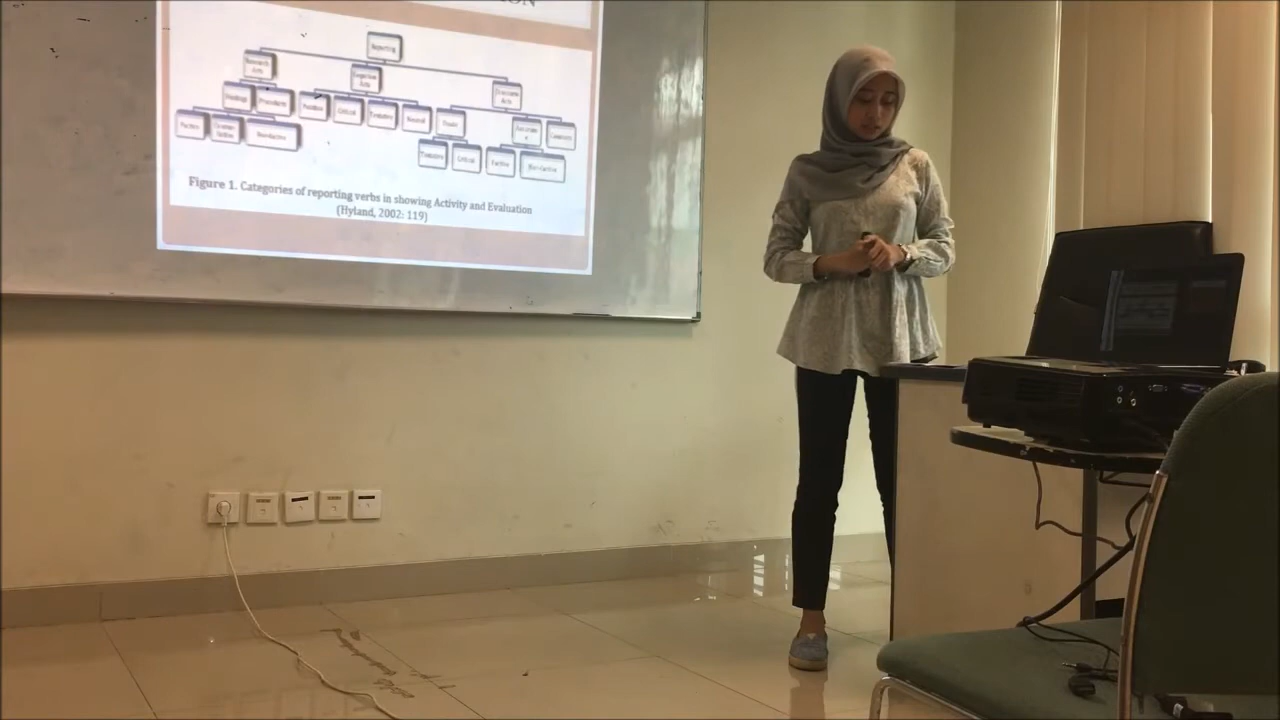 Reporting
Research Acts
Cognition Acts
Discourse Acts
Findings Procedures Positive Critical Tentative Neutral Doubt Assurance Counters
Factive Counter-factive Non-factive Tentative Critical Factive Non-factive
Figure 1. Categories of reporting verbs in showing Activity and Evaluation
(Hyland, 2002: 119)